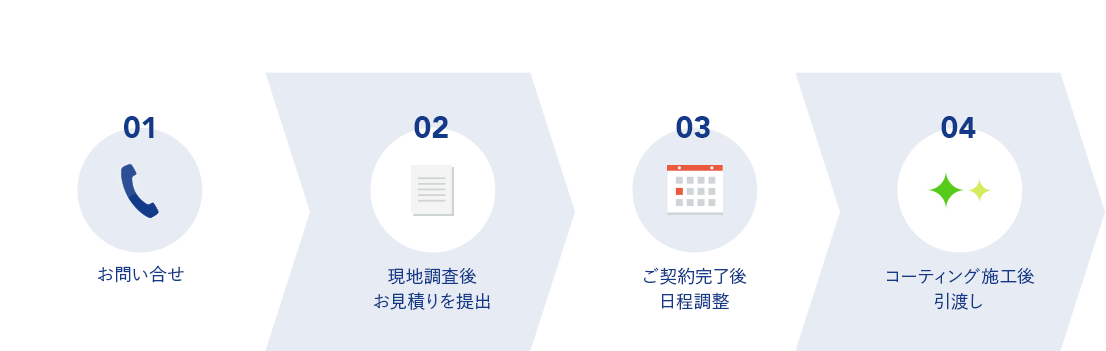 01
お問い合せ
02
現地調査後
お見積りを提出
03
ご契約完了後
日程調整
04
コーティング施工後
引渡し